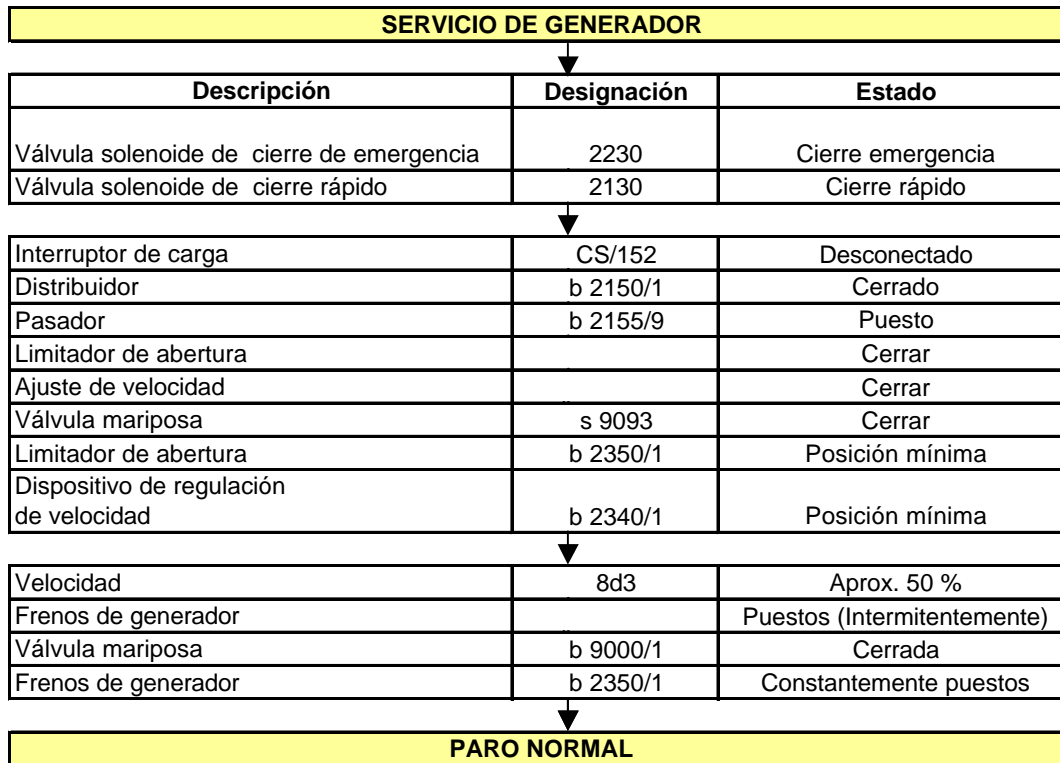 SERVICIO DE GENERADOR
Descripción Designación Estado
Válvula solenoide de cierre de emergencia 2230 Cierre emergencia
Válvula solenoide de cierre rápido 2130 Cierre rápido
Interruptor de carga CS/152 Desconectado
Distribuidor b 2150/1 Cerrado
Pasador b 2155/9 Puesto
Limitador de abertura Cerrar
Ajuste de velocidad Cerrar
Válvula mariposa s 9093 Cerrar
Limitador de abertura b 2350/1 Posición mínima
Dispositivo de regulación
de velocidad b 2340/1 Posición mínima
Velocidad 8d3 Aprox. 50 %
Frenos de generador Puestos (Intermitentemente)
Válvula mariposa b 9000/1 Cerrada
Frenos de generador b 2350/1 Constantemente puestos
PARO NORMAL